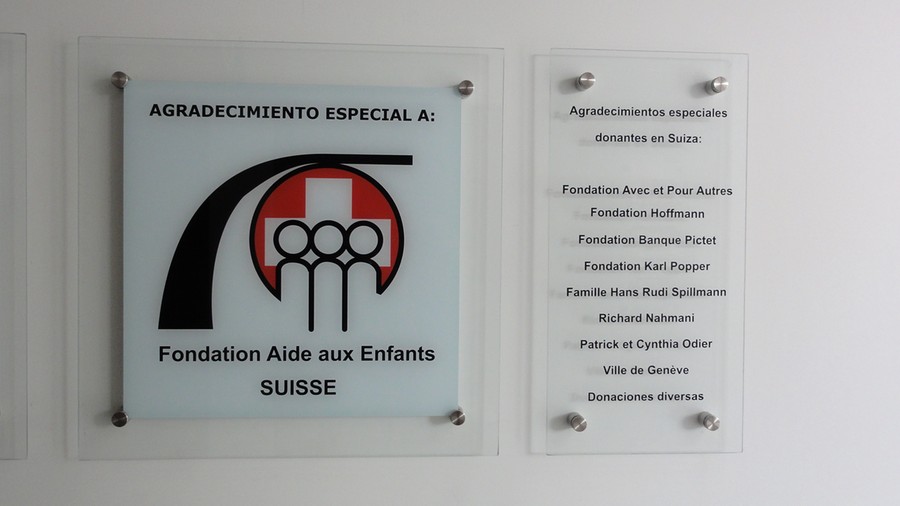 AGRADECIMIENTO ESPECIAL A:
Fondation Aide aux Enfants
SUISSE
Agradecimientos especiales
donantes en Suiza:
Fondation Avec et Pour Autres
Fondation Hoffmann
Fondation Banque Pictet
Fondation Karl Popper
Famille Hans Rudi Spillmann
Richard Nahmani
Patrick et Cynthia Odier
Ville de Genève
Donaciones diversas